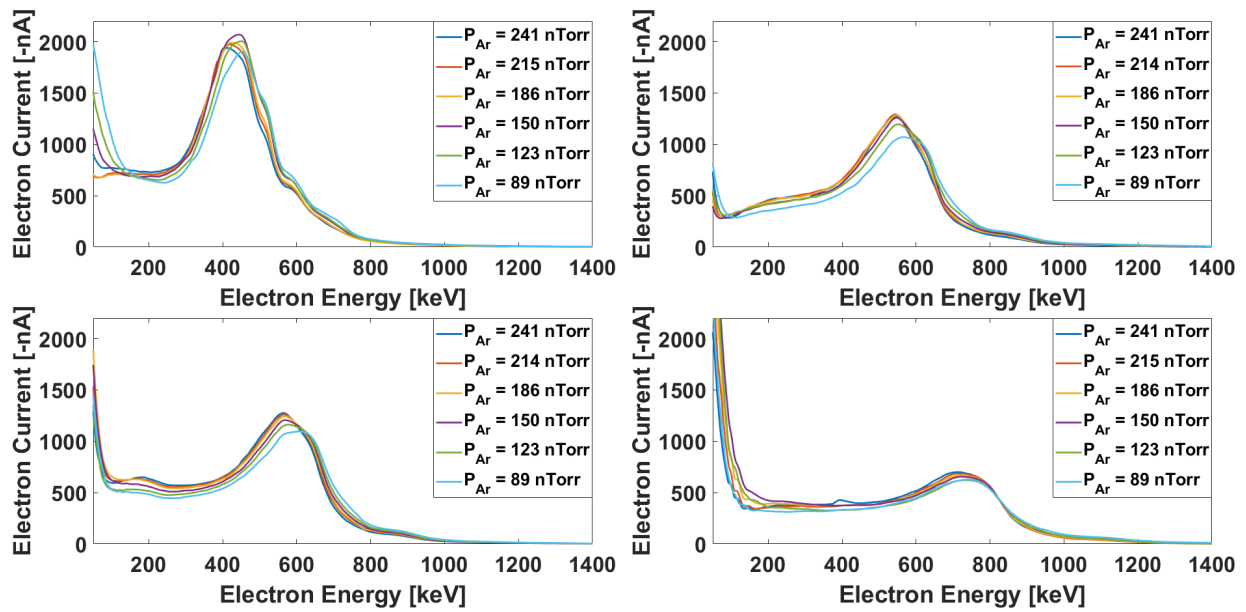 Electron Current [-nA]
2000
1500
1000
500
0
200 400 600 800 1000 1200 1400
Electron Energy [keV]
P_Ar = 241 nTorr
P_Ar = 215 nTorr
P_Ar = 186 nTorr
P_Ar = 150 nTorr
P_Ar = 123 nTorr
P_Ar = 89 nTorr
Electron Current [-nA]
2000
1500
1000
500
0
200 400 600 800 1000 1200 1400
Electron Energy [keV]
P_Ar = 241 nTorr
P_Ar = 214 nTorr
P_Ar = 186 nTorr
P_Ar = 150 nTorr
P_Ar = 123 nTorr
P_Ar = 89 nTorr
Electron Current [-nA]
2000
1500
1000
500
0
200 400 600 800 1000 1200 1400
Electron Energy [keV]
P_Ar = 241 nTorr
P_Ar = 214 nTorr
P_Ar = 186 nTorr
P_Ar = 150 nTorr
P_Ar = 123 nTorr
P_Ar = 89 nTorr
Electron Current [-nA]
2000
1500
1000
500
0
200 400 600 800 1000 1200 1400
Electron Energy [keV]
P_Ar = 241 nTorr
P_Ar = 215 nTorr
P_Ar = 186 nTorr
P_Ar = 150 nTorr
P_Ar = 123 nTorr
P_Ar = 89 nTorr